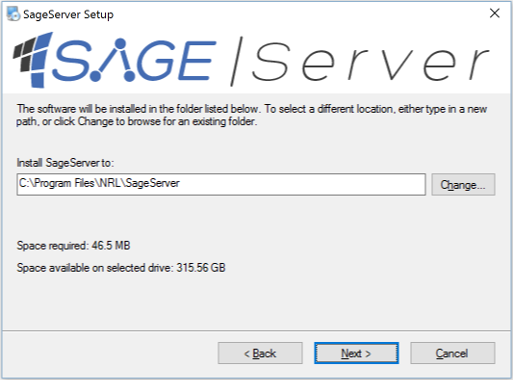 SageServer Setup
SAGE|Server
The software will be installed in the folder listed below. To select a different location, either type in a new
path, or click Change to browse for an existing folder.
Install SageServer to:
C:\Program Files\NRL\SageServer
Change...
Space required: 46.5 MB
Space available on selected drive: 315.56 GB
< Back
Next >
Cancel